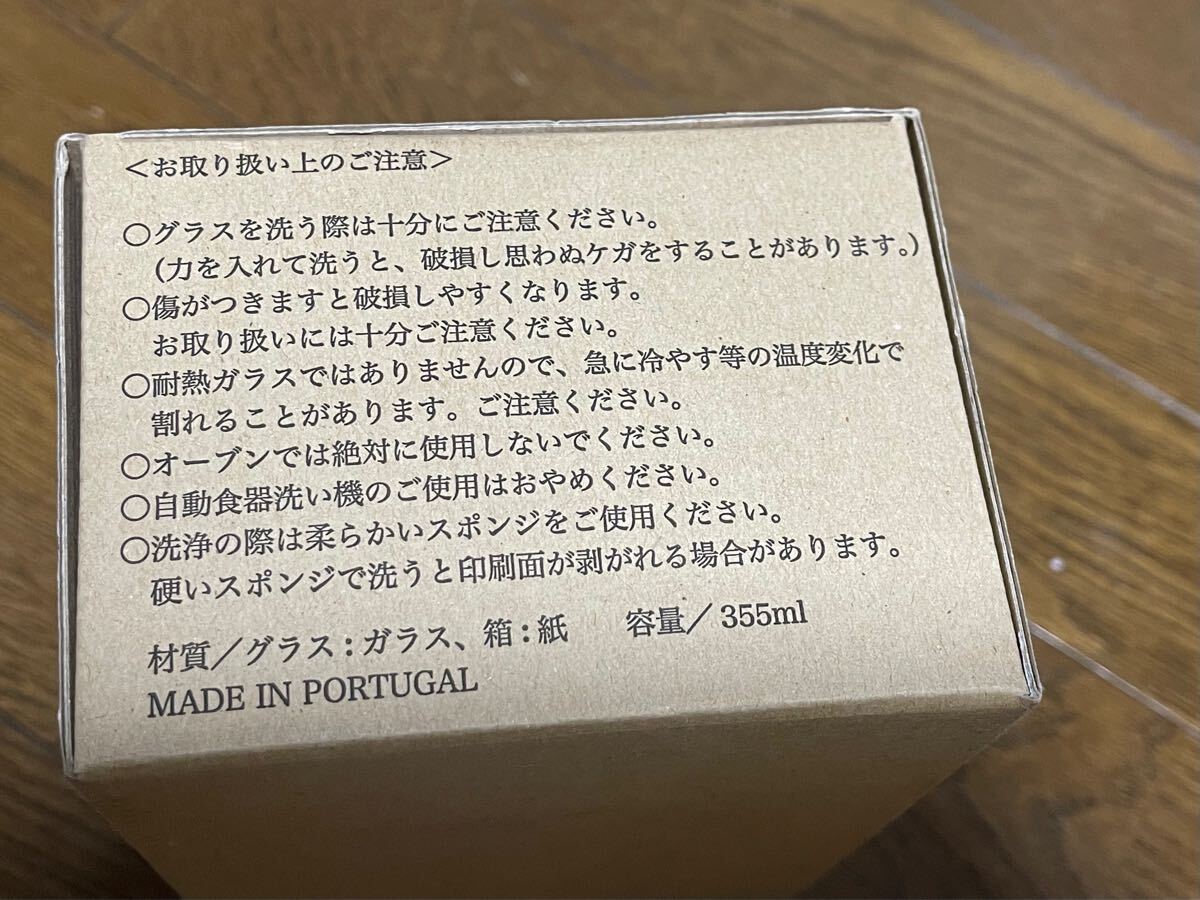 ＜お取り扱い上のご注意＞
○グラスを洗う際は十分にご注意ください。
（力を入れて洗うと、破損し思わぬケガをすることがあります。）
○傷がつきますと破損しやすくなります。
お取り扱いには十分ご注意ください。
○耐熱ガラスではありませんので、急に冷やす等の温度変化で
割れることがあります。ご注意ください。
○オーブンでは絶対に使用しないでください。
○自動食器洗い機のご使用はおやめください。
○洗浄の際は柔らかいスポンジをご使用ください。
硬いスポンジで洗うと印刷面が剥がれる場合があります。
材質／グラス：ガラス、箱：紙　　容量／355ml
MADE IN PORTUGAL